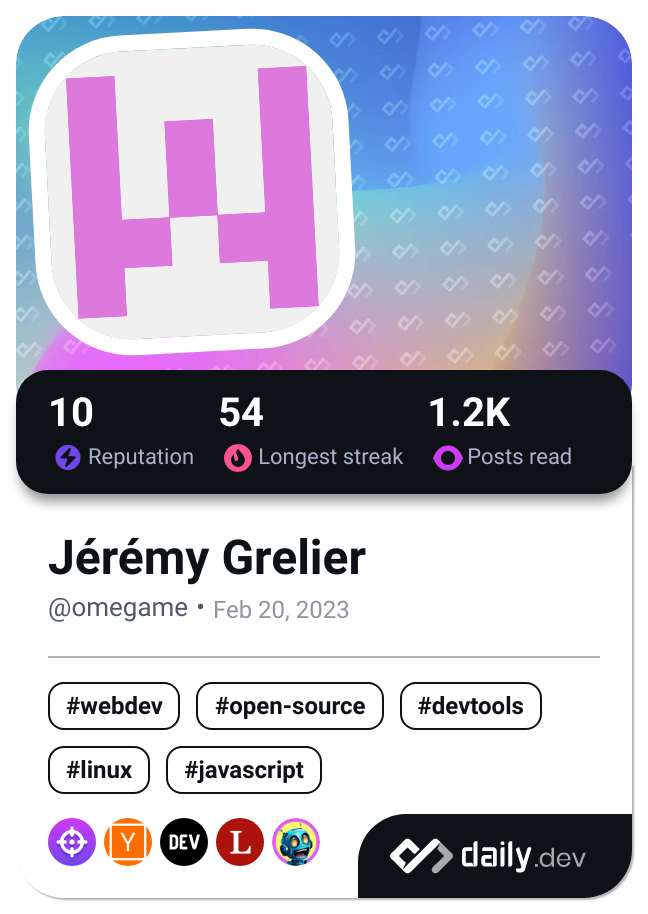 10 54 1.2K
Reputation Longest streak Posts read
Jérémy Grelier
@omegame • Feb 20, 2023
#webdev #open-source #devtools
#linux #javascript
Y DEV L
daily.dev